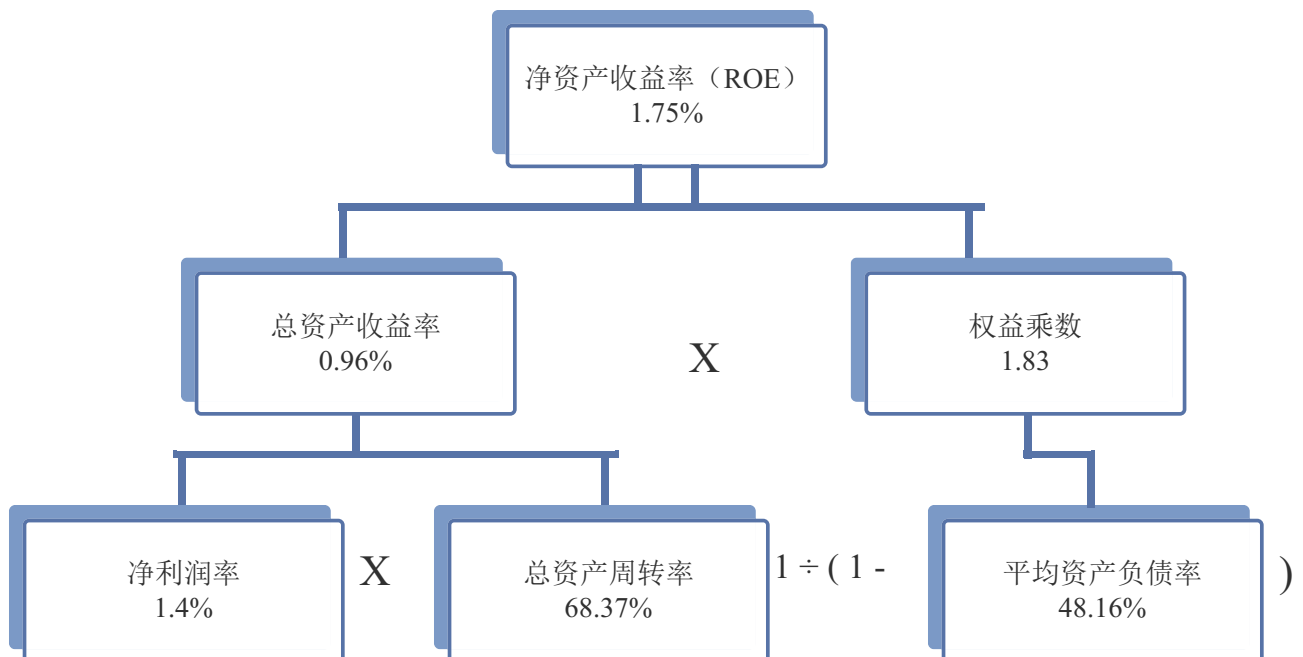 净资产收益率（ROE）
1.75%
总资产收益率
0.96%
X
权益乘数
1.83
净利润率
1.4%
X
总资产周转率
68.37%
1 ÷ ( 1 -
平均资产负债率
48.16%
)